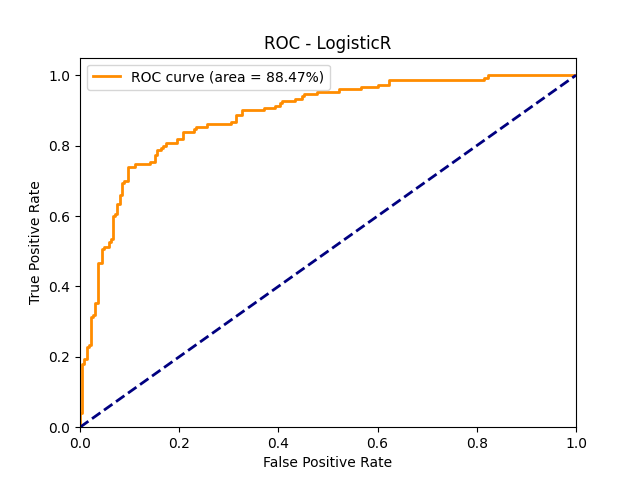 ROC - LogisticR
ROC curve (area = 88.47%)
1.0
0.8
0.6
0.4
0.2
0.0
True Positive Rate
0.0 0.2 0.4 0.6 0.8 1.0
False Positive Rate